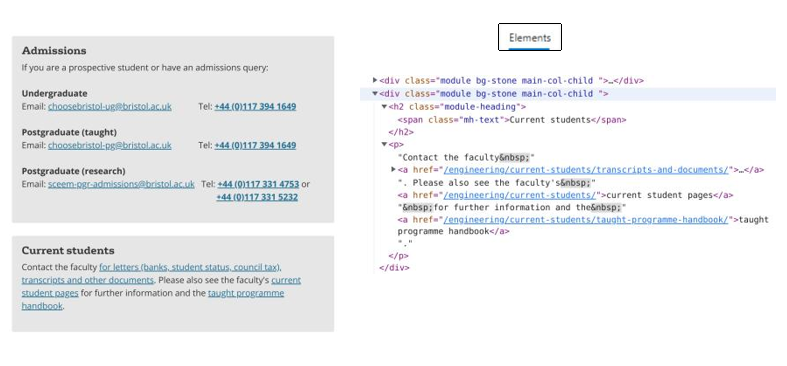 Admissions
If you are a prospective student or have an admissions query:
Undergraduate
Email: choosebristol-ug@bristol.ac.uk Tel: +44 (0)117 394 1649
Postgraduate (taught)
Email: choosebristol-pg@bristol.ac.uk Tel: +44 (0)117 394 1649
Postgraduate (research)
Email: sceem-pgr-admissions@bristol.ac.uk Tel: +44 (0)117 331 4753 or
+44 (0)117 331 5232
Current students
Contact the faculty for letters (banks, student status, council tax),
transcripts and other documents. Please also see the faculty's current
student pages for further information and the taught programme
handbook.
Elements
<div class="module bg-stone main-col-child ">…</div>
<div class="module bg-stone main-col-child ">
<h2 class="module-heading">
<span class="mh-text">Current students</span>
</h2>
<p>
"Contact the faculty&nbsp;"
<a href="/engineering/current-students/transcripts-and-documents/">…</a>
". Please also see the faculty's&nbsp;"
<a href="/engineering/current-students/">current student pages</a>
"&nbsp;for further information and the&nbsp;"
<a href="/engineering/current-students/taught-programme-handbook/">taught
programme handbook</a>
"."
</p>
</div>